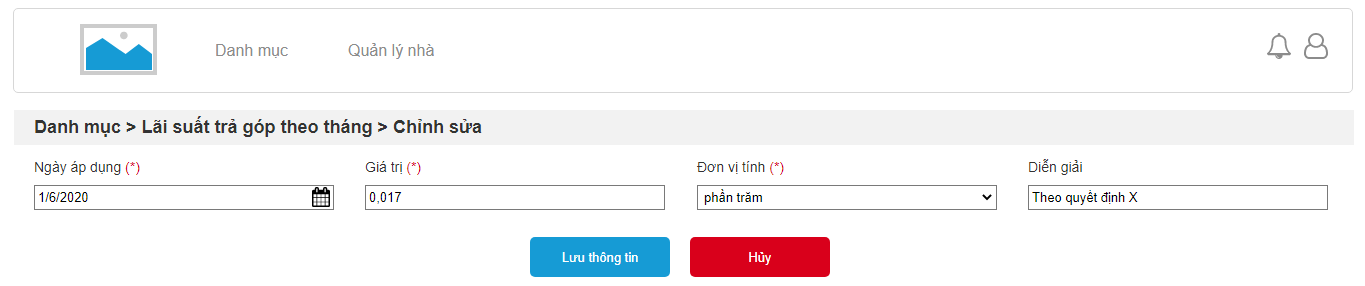 Danh mục Quản lý nhà
Danh mục > Lãi suất trả góp theo tháng > Chỉnh sửa
Ngày áp dụng (*) Giá trị (*) Đơn vị tính (*) Diễn giải
1/6/2020 0,017 phần trăm Theo quyết định X
Lưu thông tin Hủy